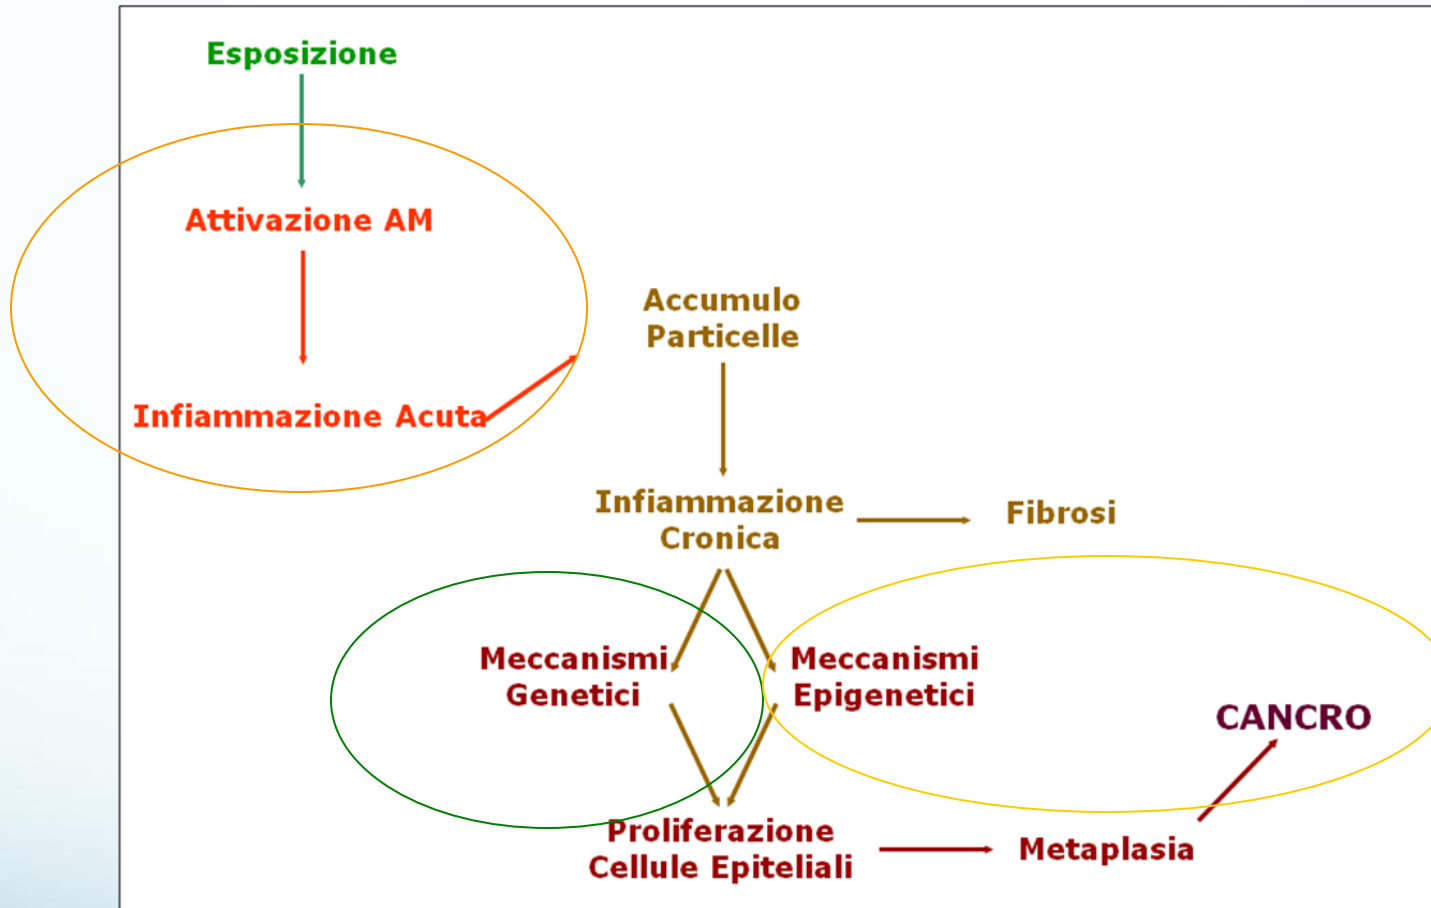 Esposizione
Attivazione AM
Infiammazione Acuta
Accumulo
Particelle
Infiammazione
Cronica
Fibrosi
Meccanismi
Genetici
Meccanismi
Epigenetici
Proliferazione
Cellule Epiteliali
Metaplasia
CANCRO